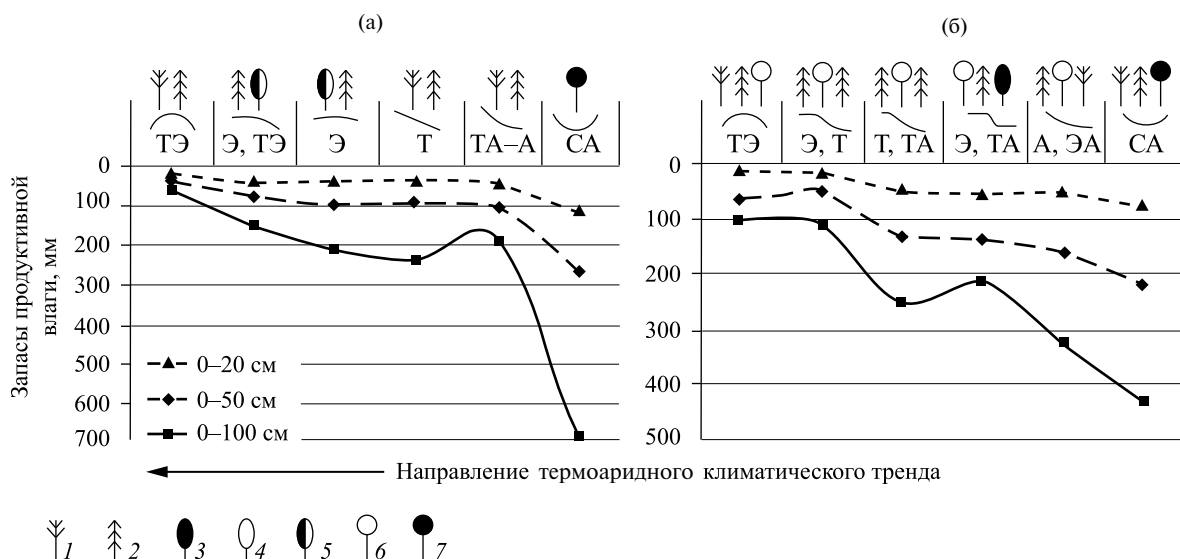 (а)
(б)
ТЭ Э, ТЭ Э Т ТА–А СА
ТЭ Э, Т Т, ТА Э, ТА А, ЭА СА
Запасы продуктивной
влаги, мм
0
100
200
300
400
500
600
700
0
100
200
300
400
500
0–20 см
0–50 см
0–100 см
Направление термоаридного климатического тренда
1 2 3 4 5 6 7